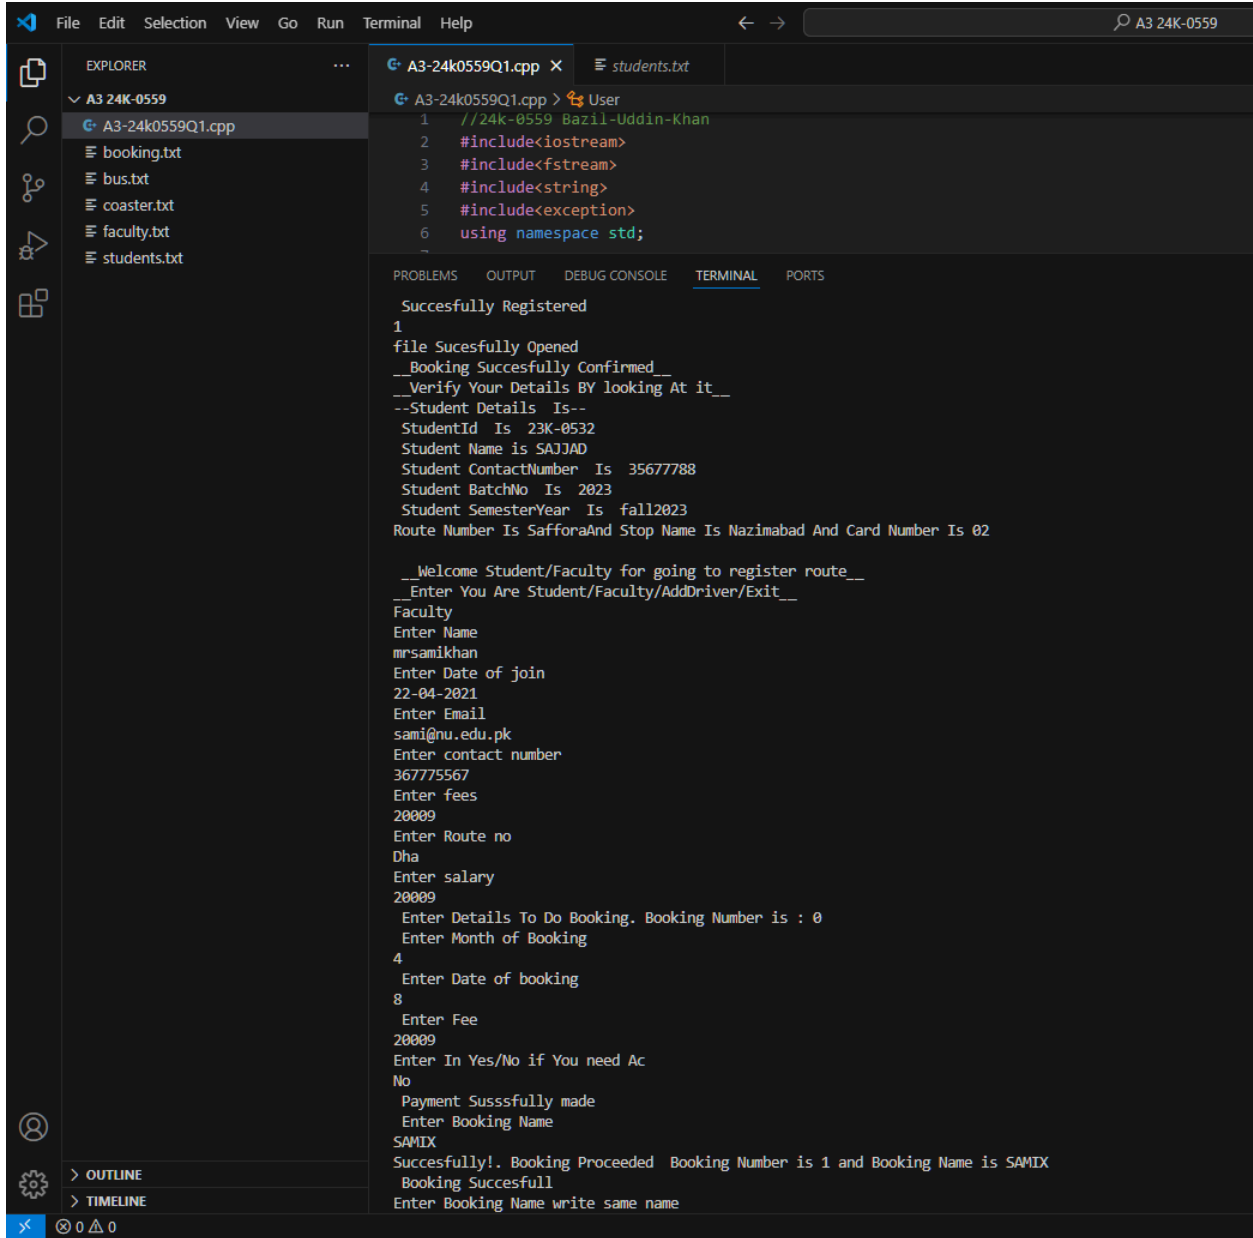 File Edit Selection View Go Run Terminal Help
A3 24K-0559
EXPLORER
A3 24K-0559
A3-24k0559Q1.cpp
booking.txt
bus.txt
coaster.txt
faculty.txt
students.txt
OUTLINE
TIMELINE
A3-24k0559Q1.cpp students.txt
A3-24k0559Q1.cpp > User
1 //24k-0559 Bazil-Uddin-Khan
2 #include<iostream>
3 #include<fstream>
4 #include<string>
5 #include<exception>
6 using namespace std;
PROBLEMS OUTPUT DEBUG CONSOLE TERMINAL PORTS
Succesfully Registered
1
file Sucesfully Opened
__Booking Succesfully Confirmed__
__Verify Your Details BY looking At it__
--Student Details Is--
StudentId Is 23K-0532
Student Name is SAJJAD
Student ContactNumber Is 35677788
Student BatchNo Is 2023
Student SemesterYear Is fall2023
Route Number Is SafforaAnd Stop Name Is Nazimabad And Card Number Is 02
__Welcome Student/Faculty for going to register route__
__Enter You Are Student/Faculty/AddDriver/Exit__
Faculty
Enter Name
mrsamikhan
Enter Date of join
22-04-2021
Enter Email
sami@nu.edu.pk
Enter contact number
367775567
Enter fees
20009
Enter Route no
Dha
Enter salary
20009
Enter Details To Do Booking. Booking Number is : 0
Enter Month of Booking
4
Enter Date of booking
8
Enter Fee
20009
Enter In Yes/No if You need Ac
No
Payment Susssfully made
Enter Booking Name
SAMIX
Succesfully!. Booking Proceeded Booking Number is 1 and Booking Name is SAMIX
Booking Succesfull
Enter Booking Name write same name
0 0